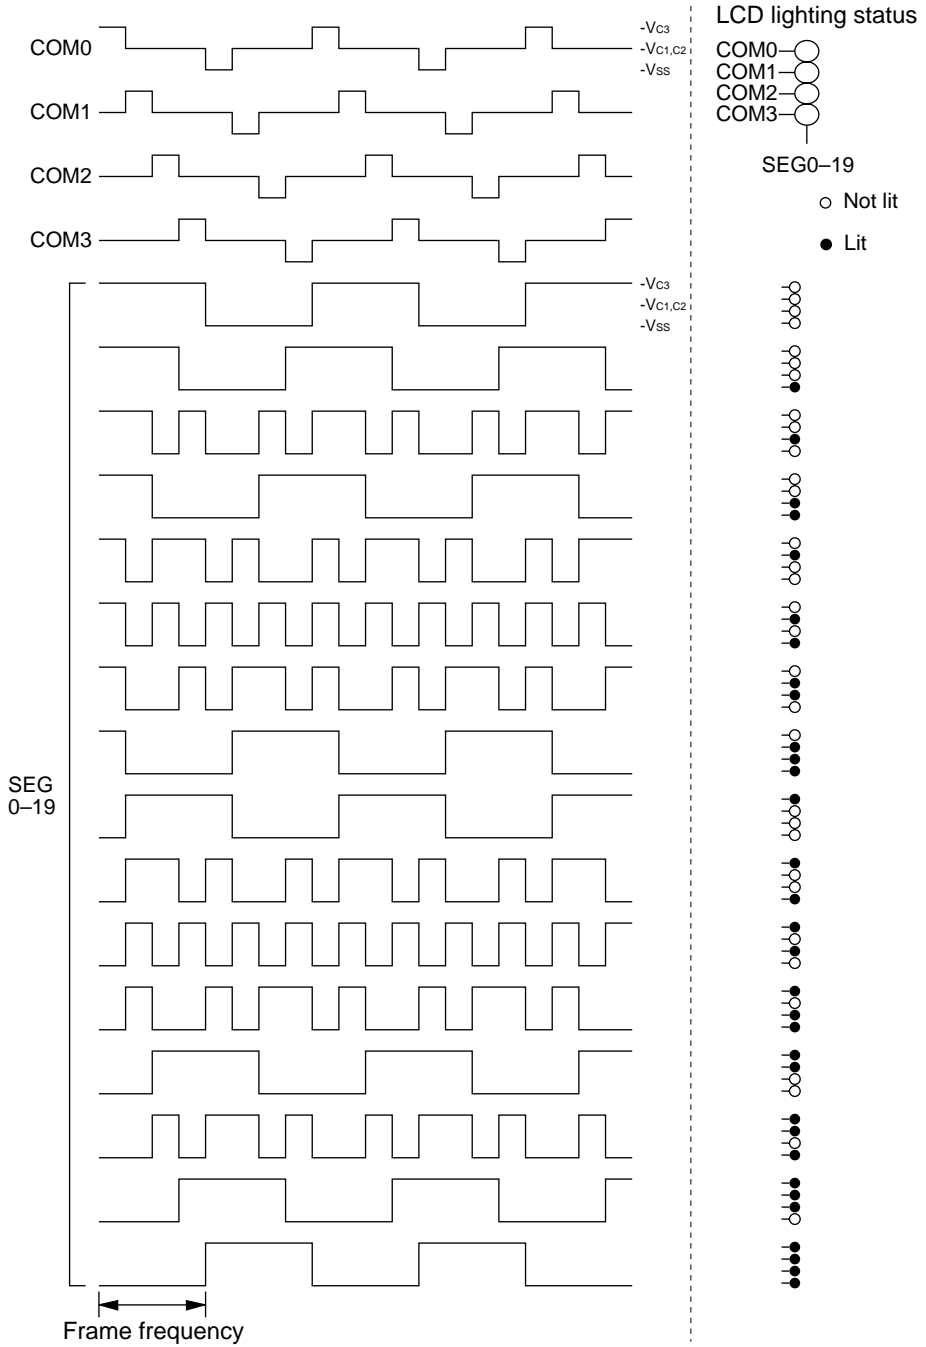 LCD lighting status
COM0
COM1
COM2
COM3
SEG0–19
Not lit
Lit
COM0
-VC3
-VC1,C2
-VSS
COM1
COM2
COM3
-VC3
-VC1,C2
-VSS
SEG
0–19
Frame frequency